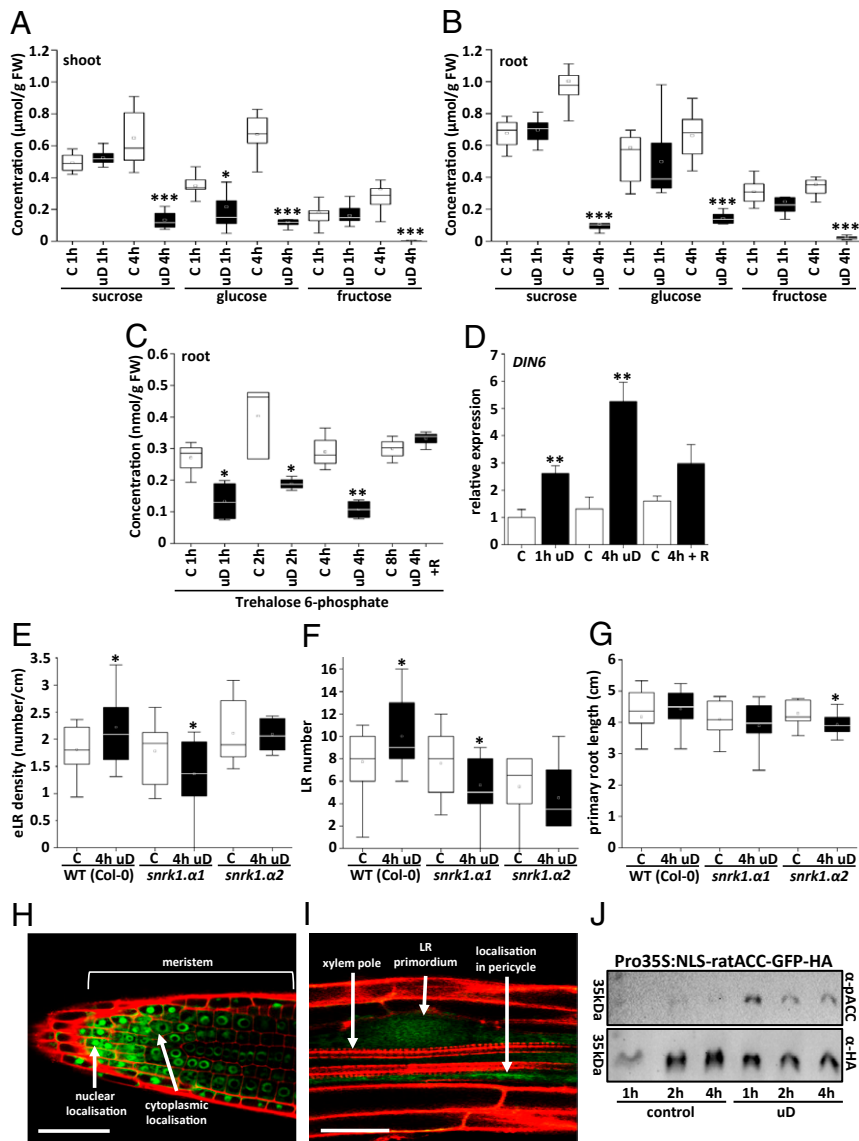 A
shoot
Concentration (µmol/g FW)
1.2
1.0
0.8
0.6
0.4
0.2
0
*
***
***
***
C 1h
uD 1h
C 4h
uD 4h
C 1h
uD 1h
C 4h
uD 4h
C 1h
uD 1h
C 4h
uD 4h
sucrose
glucose
fructose
B
root
Concentration (µmol/g FW)
1.2
1.0
0.8
0.6
0.4
0.2
0
***
***
***
C 1h
uD 1h
C 4h
uD 4h
C 1h
uD 1h
C 4h
uD 4h
C 1h
uD 1h
C 4h
uD 4h
sucrose
glucose
fructose
C
root
Concentration (nmol/g FW)
0.6
0.5
0.4
0.3
0.2
0.1
0
*
*
**
C 1h
uD 1h
C 2h
uD 2h
C 4h
uD 4h
C 8h
uD 4h
+R
Trehalose 6-phosphate
D
DIN6
relative expression
7
6
5
4
3
2
1
0
**
**
C
1h uD
C
4h uD
C
4h + R
E
eLR density (number/cm)
3.5
3
2.5
2
1.5
1
0.5
0
*
*
C
4h uD
C
4h uD
C
4h uD
WT (Col-0)
snrk1.α1
snrk1.α2
F
LR number
16
14
12
10
8
6
4
2
0
*
*
C
4h uD
C
4h uD
C
4h uD
WT (Col-0)
snrk1.α1
snrk1.α2
G
primary root length (cm)
6
5
4
3
2
1
0
*
C
4h uD
C
4h uD
C
4h uD
WT (Col-0)
snrk1.α1
snrk1.α2
H
meristem
nuclear
localisation
cytoplasmic
localisation
I
xylem pole
LR
primordium
localisation
in pericycle
J
Pro35S:NLS-ratACC-GFP-HA
35kDa
α-pACC
35kDa
α-HA
1h
2h
4h
1h
2h
4h
control
uD